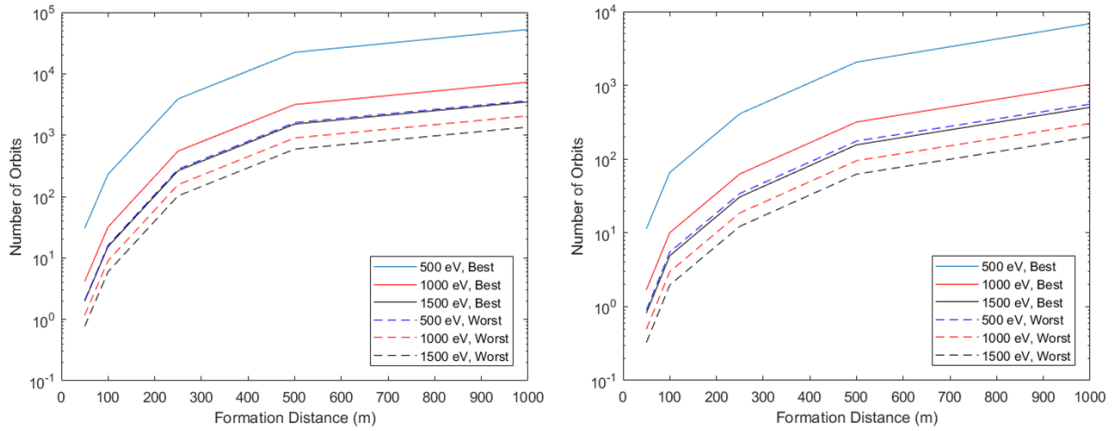 10^5
10^4
10^3
10^2
10^1
10^0
10^-1
Number of Orbits
0 100 200 300 400 500 600 700 800 900 1000
Formation Distance (m)
500 eV, Best
1000 eV, Best
1500 eV, Best
500 eV, Worst
1000 eV, Worst
1500 eV, Worst
10^4
10^3
10^2
10^1
10^0
10^-1
Number of Orbits
0 100 200 300 400 500 600 700 800 900 1000
Formation Distance (m)
500 eV, Best
1000 eV, Best
1500 eV, Best
500 eV, Worst
1000 eV, Worst
1500 eV, Worst